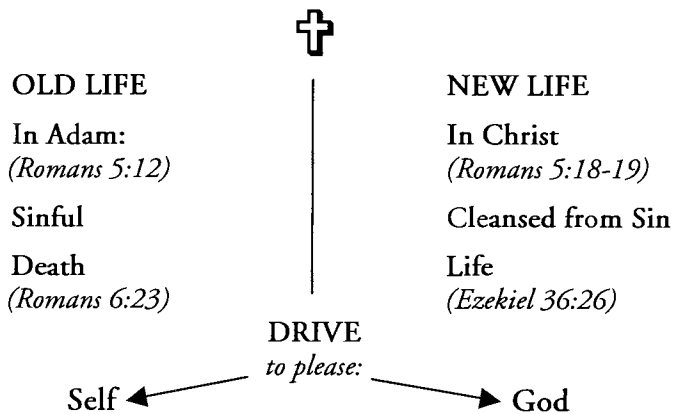 OLD LIFE
In Adam:
(Romans 5:12)
Sinful
Death
(Romans 6:23)
NEW LIFE
In Christ
(Romans 5:18-19)
Cleansed from Sin
Life
(Ezekiel 36:26)
DRIVE
to please:
Self
God